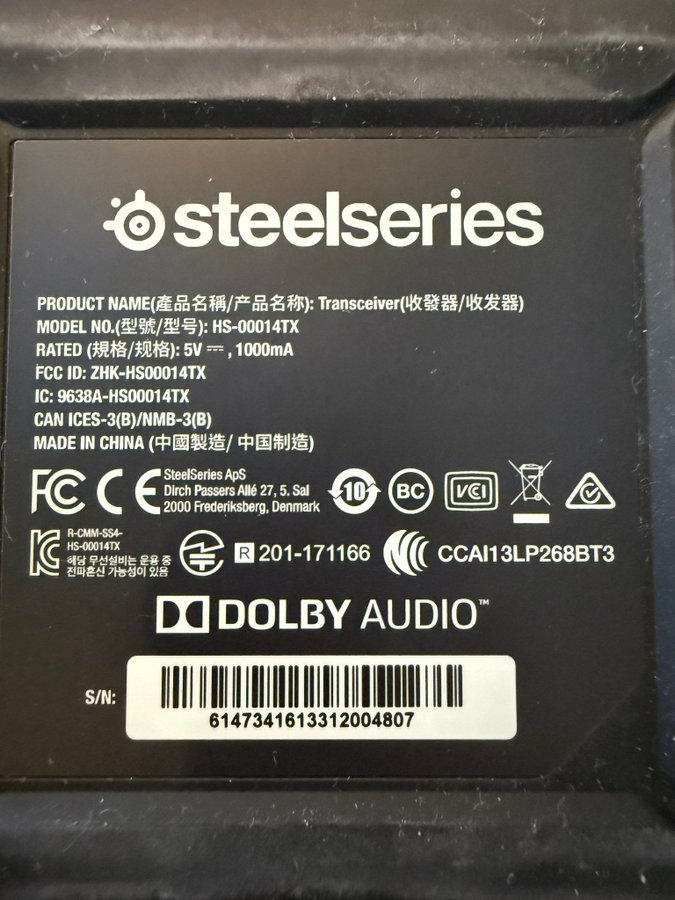 steelseries
PRODUCT NAME(產品名稱/产品名称): Transceiver(收發器/收发器)
MODEL NO.(型號/型号): HS-00014TX
RATED (規格/规格): 5V ⎓ , 1000mA
FCC ID: ZHK-HS00014TX
IC: 9638A-HS00014TX
CAN ICES-3(B)/NMB-3(B)
MADE IN CHINA (中國製造/ 中国制造)
FC CE
SteelSeries ApS
Dirch Passers Allé 27, 5. Sal
2000 Frederiksberg, Denmark
10
BC
VCI
R-CMM-SS4-
HS-00014TX
해당 무선설비는 운용 중
전파혼신 가능성이 있음
R 201-171166
CCAI13LP268BT3
DOLBY AUDIO™
S/N:
6147341613312004807